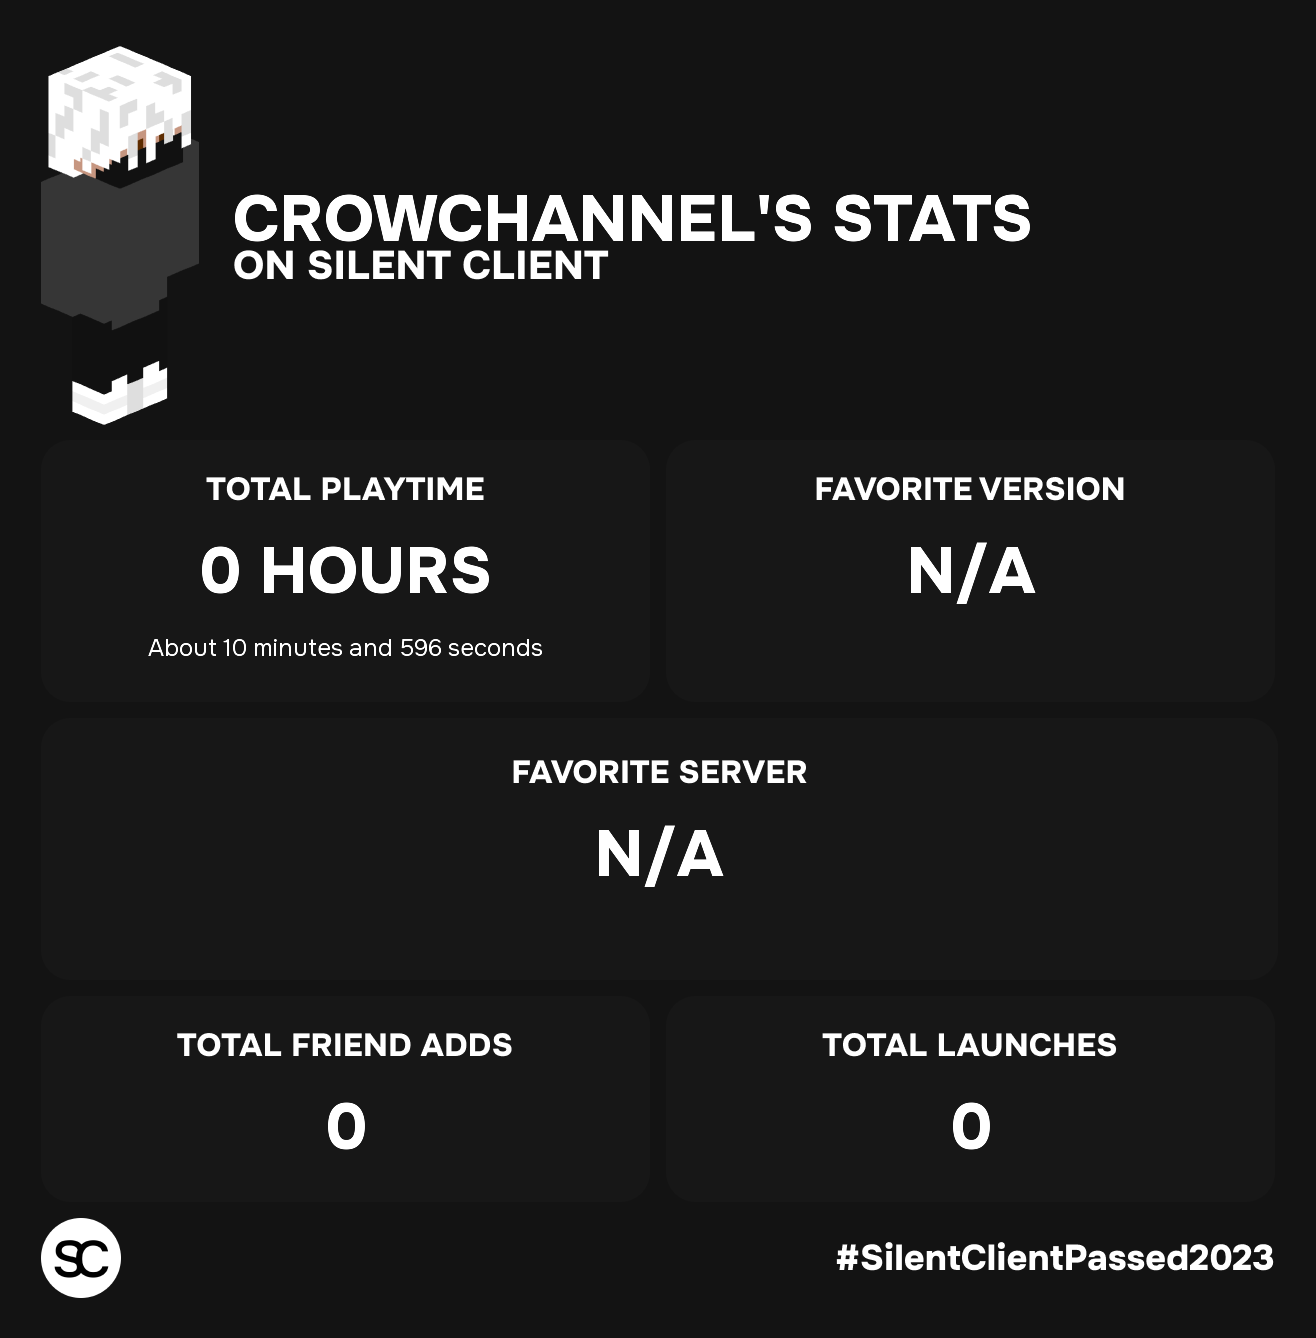 CROWCHANNEL'S STATS
ON SILENT CLIENT
TOTAL PLAYTIME
0 HOURS
About 10 minutes and 596 seconds
FAVORITE VERSION
N/A
FAVORITE SERVER
N/A
TOTAL FRIEND ADDS
0
TOTAL LAUNCHES
0
SC
#SilentClientPassed2023